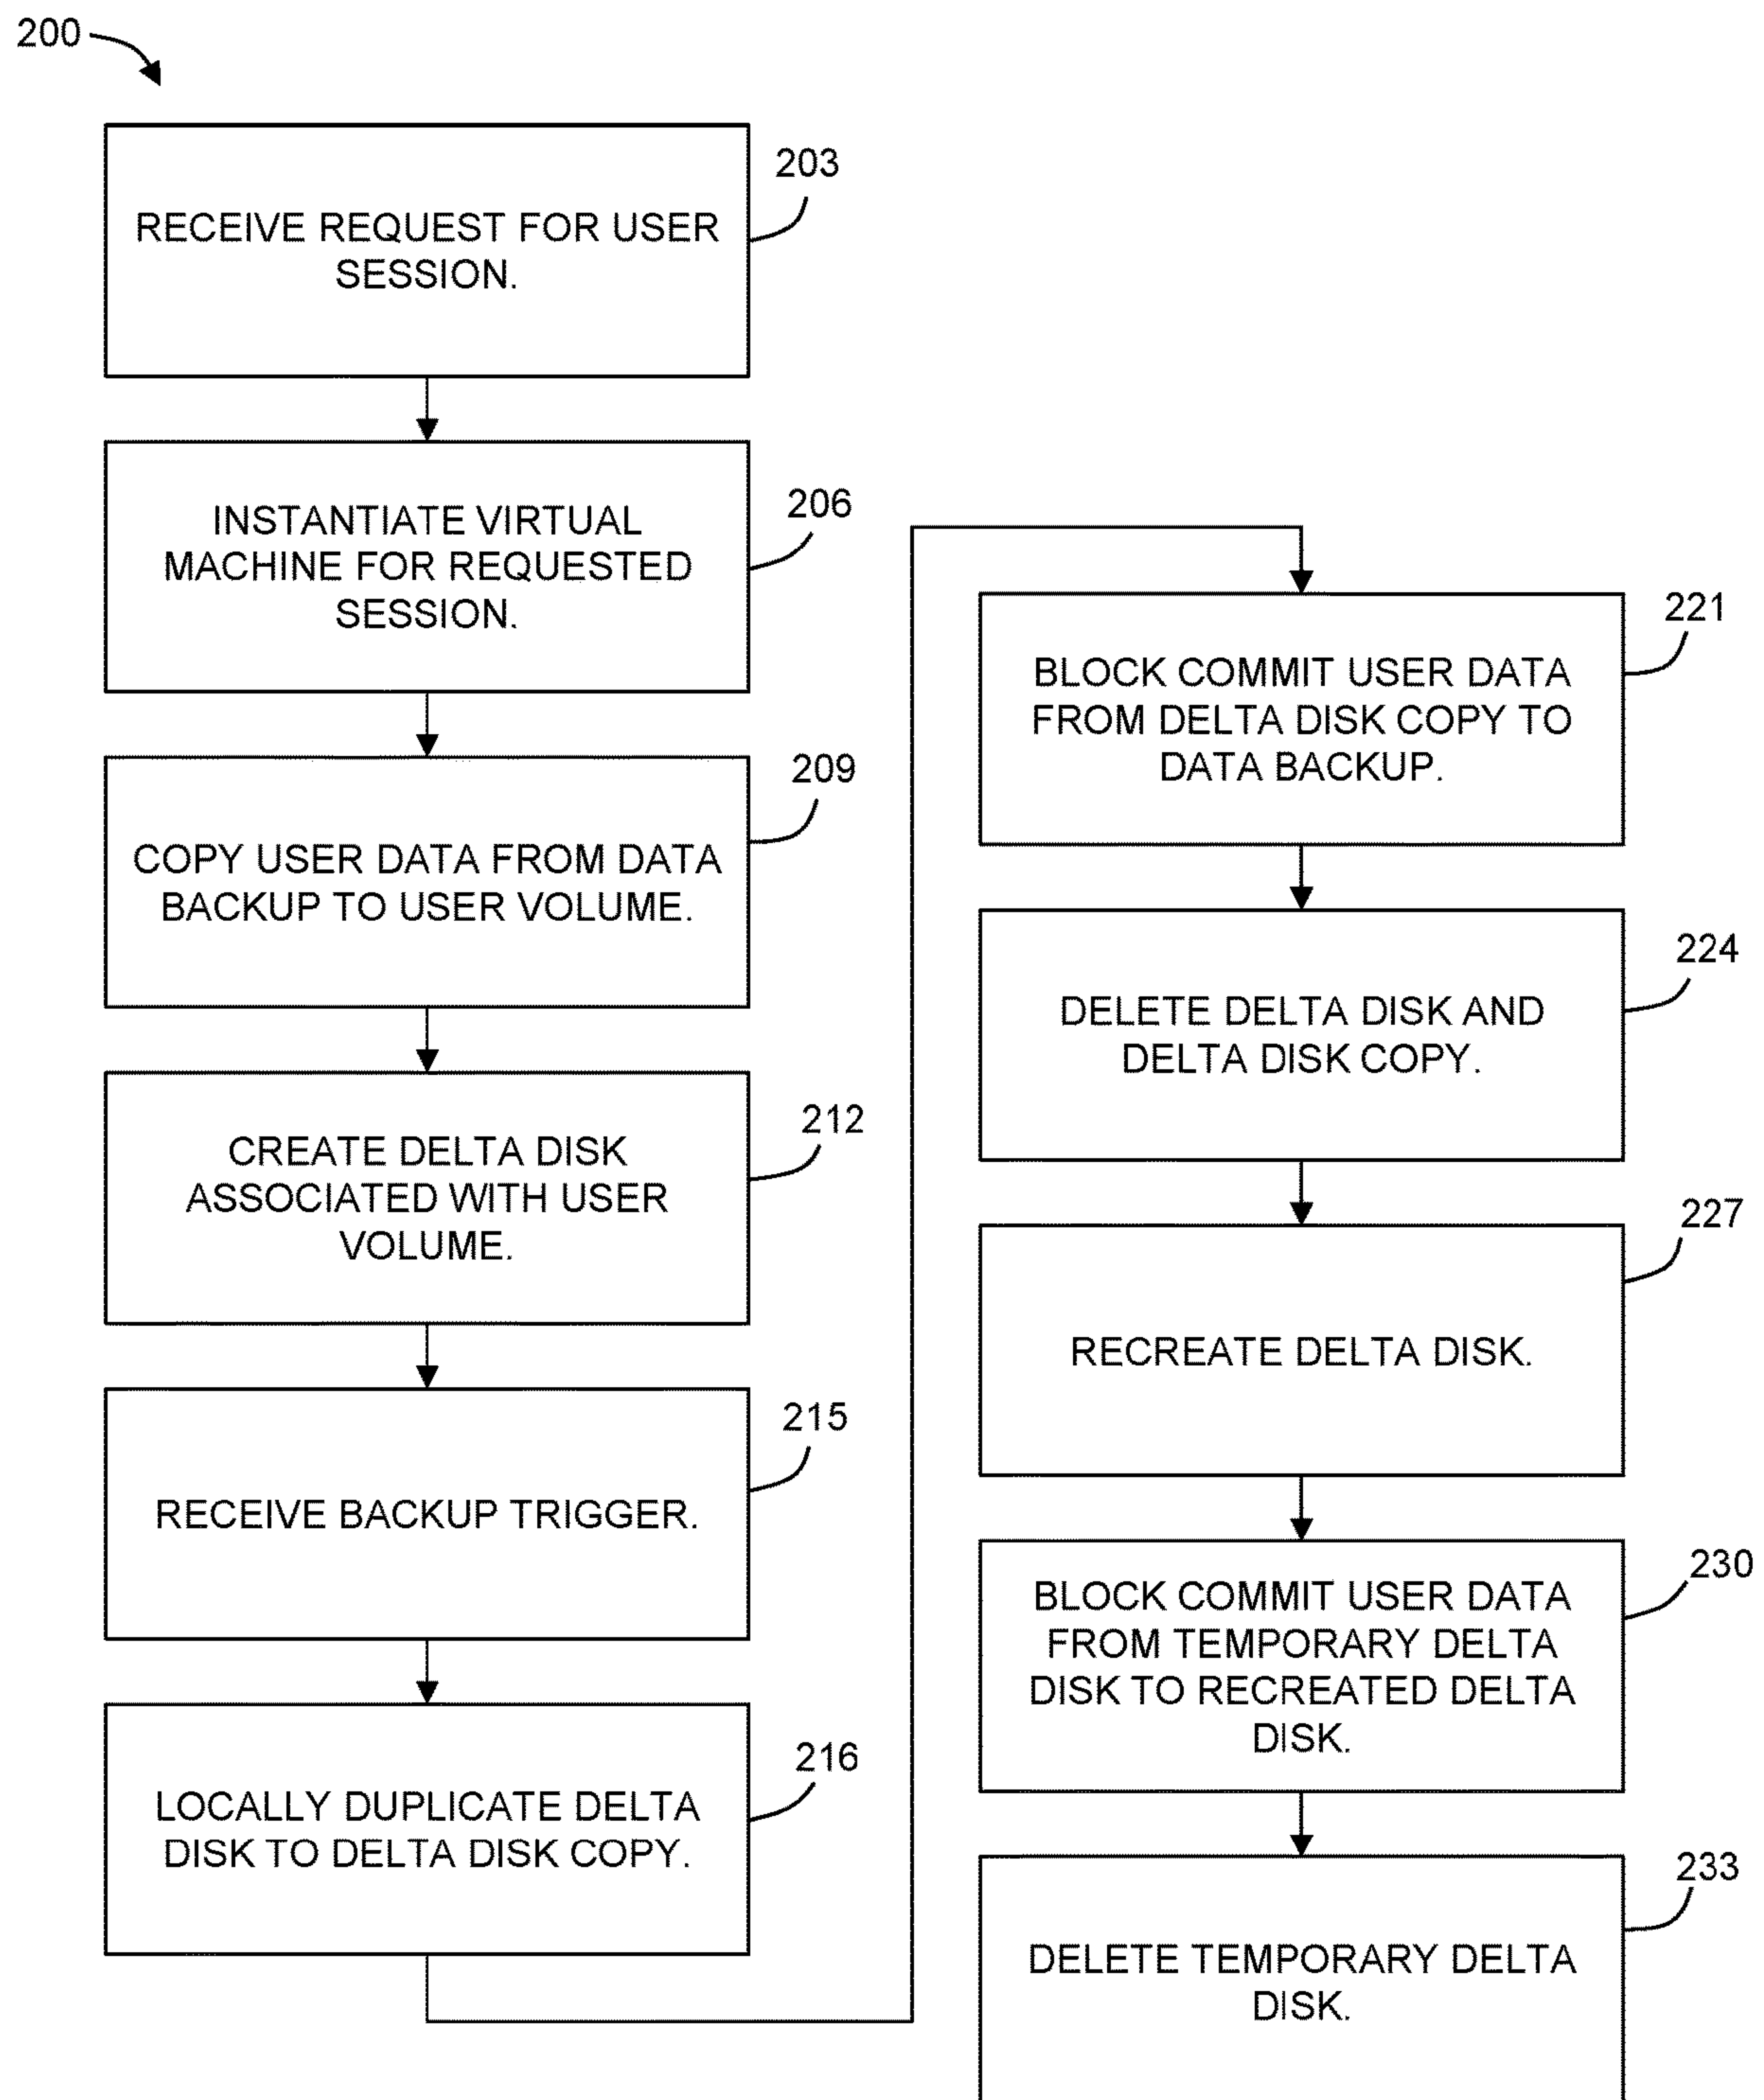 200
203
RECEIVE REQUEST FOR USER
SESSION.
206
INSTANTIATE VIRTUAL
MACHINE FOR REQUESTED
SESSION.
209
COPY USER DATA FROM DATA
BACKUP TO USER VOLUME.
212
CREATE DELTA DISK
ASSOCIATED WITH USER
VOLUME.
215
RECEIVE BACKUP TRIGGER.
216
LOCALLY DUPLICATE DELTA
DISK TO DELTA DISK COPY.
221
BLOCK COMMIT USER DATA
FROM DELTA DISK COPY TO
DATA BACKUP.
224
DELETE DELTA DISK AND
DELTA DISK COPY.
227
RECREATE DELTA DISK.
230
BLOCK COMMIT USER DATA
FROM TEMPORARY DELTA
DISK TO RECREATED DELTA
DISK.
233
DELETE TEMPORARY DELTA
DISK.